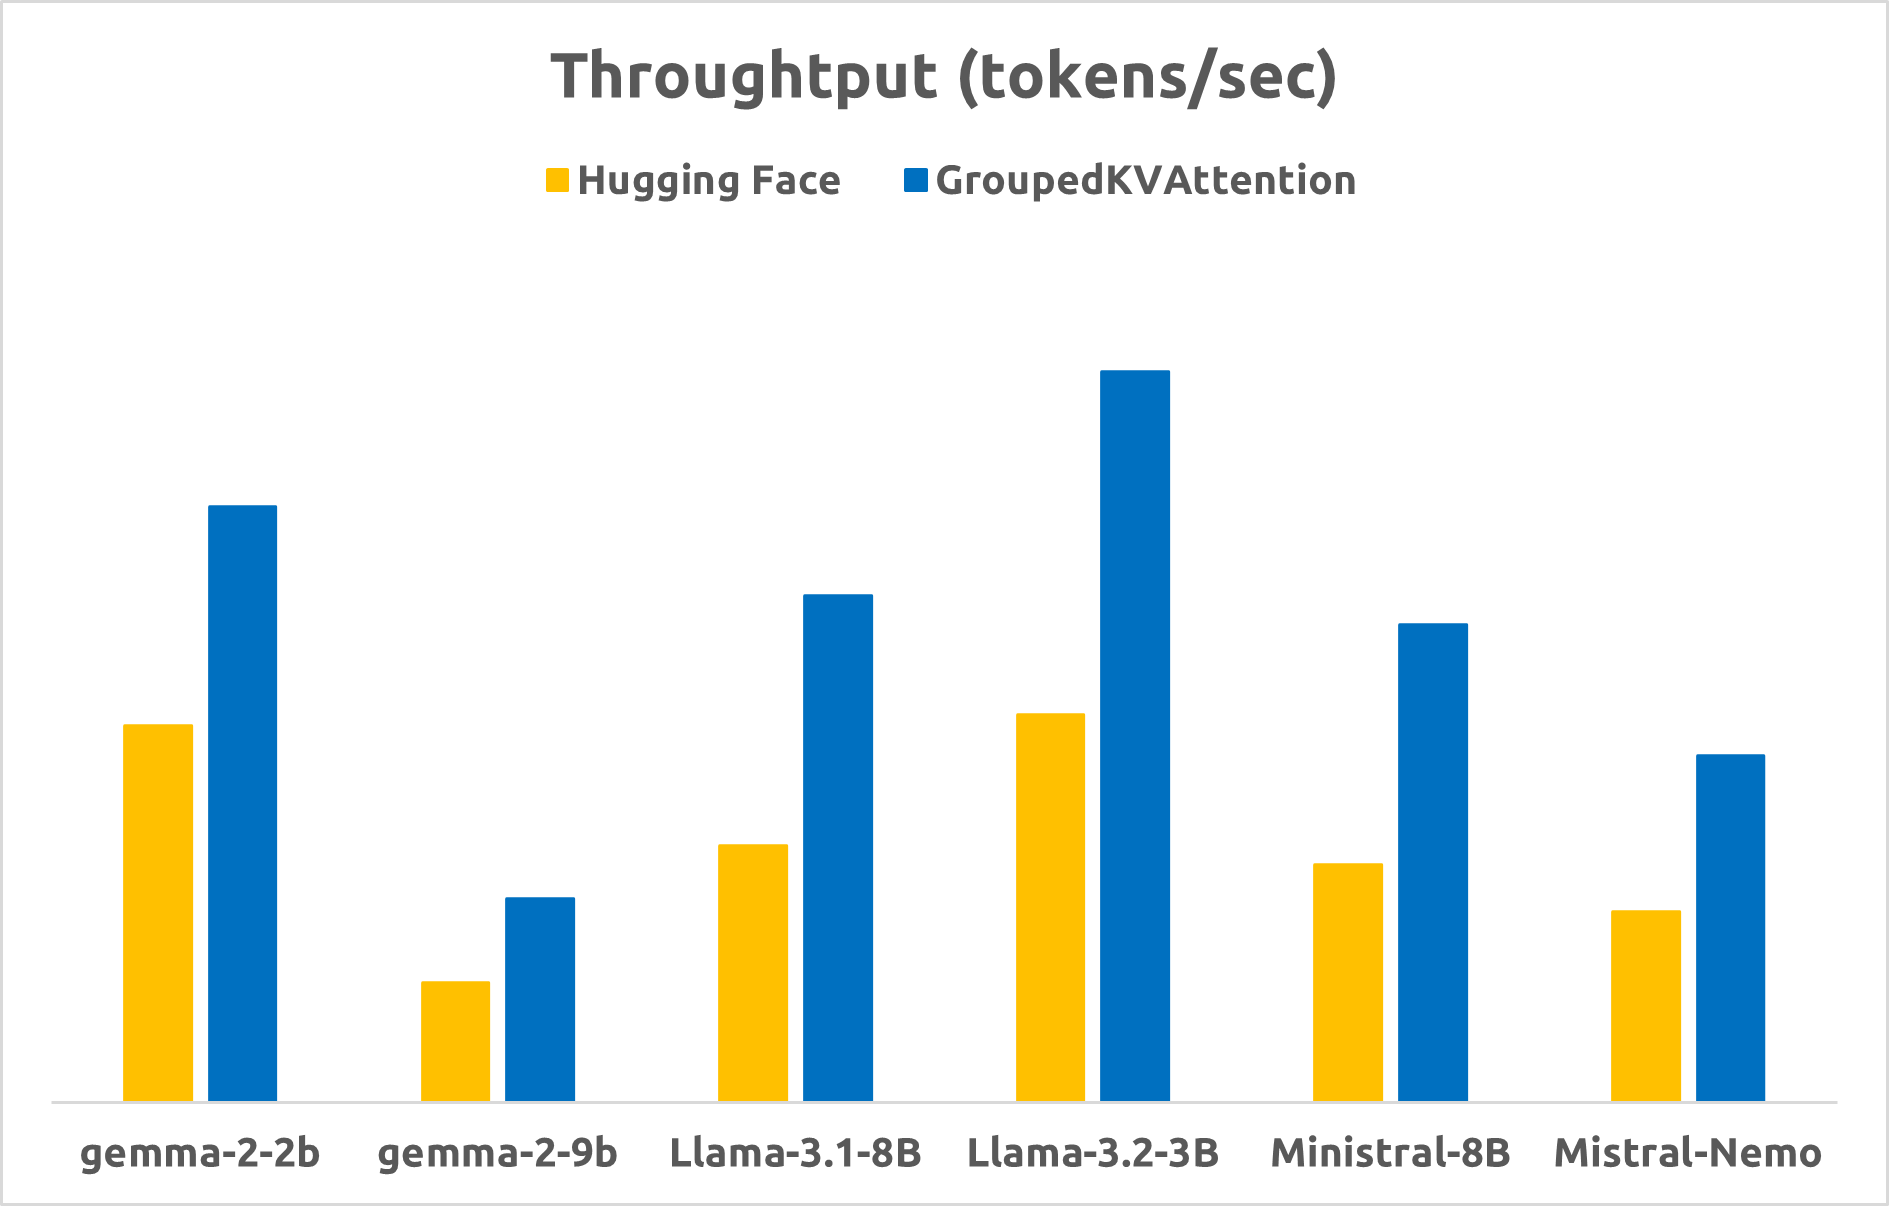 Throughtput (tokens/sec)
Hugging Face GroupedKVAttention
gemma-2-2b gemma-2-9b Llama-3.1-8B Llama-3.2-3B Ministral-8B Mistral-Nemo